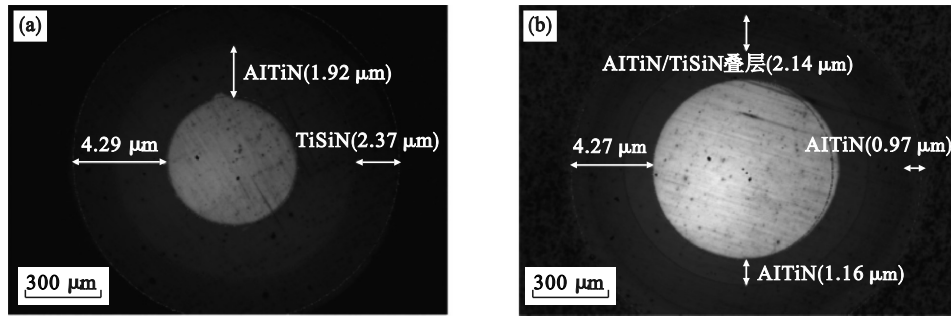 (a)
AlTiN(1.92 μm)
TiSiN(2.37 μm)
4.29 μm
300 μm
(b)
AlTiN/TiSiN叠层(2.14 μm)
AlTiN(0.97 μm)
4.27 μm
AlTiN(1.16 μm)
300 μm